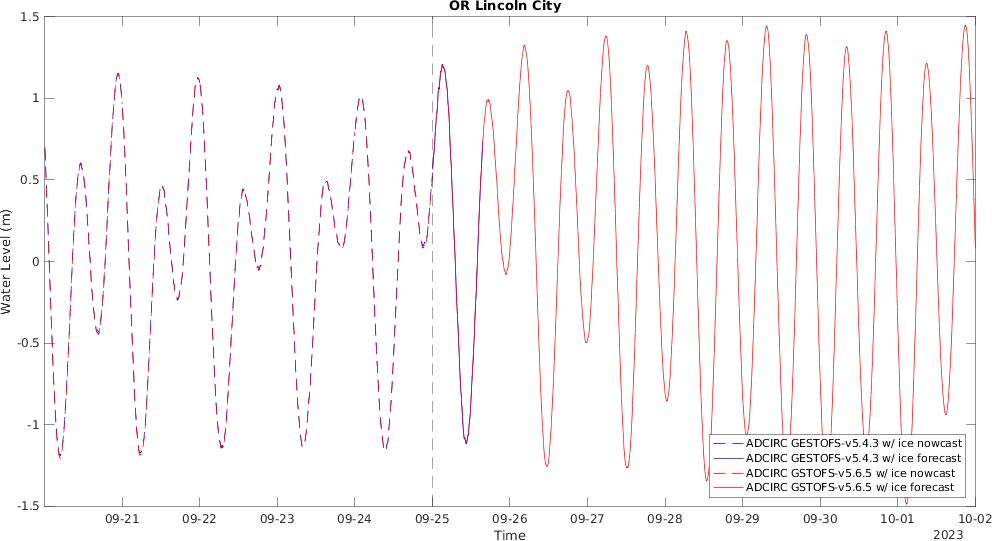 OR Lincoln City
1.5
1
0.5
0
-0.5
-1
-1.5
Water Level (m)
ADCIRC GESTOFS-v5.4.3 w/ ice nowcast
ADCIRC GESTOFS-v5.4.3 w/ ice forecast
ADCIRC GSTOFS-v5.6.5 w/ ice nowcast
ADCIRC GSTOFS-v5.6.5 w/ ice forecast
09-21 09-22 09-23 09-24 09-25 09-26 09-27 09-28 09-29 09-30 10-01 10-02
Time
2023